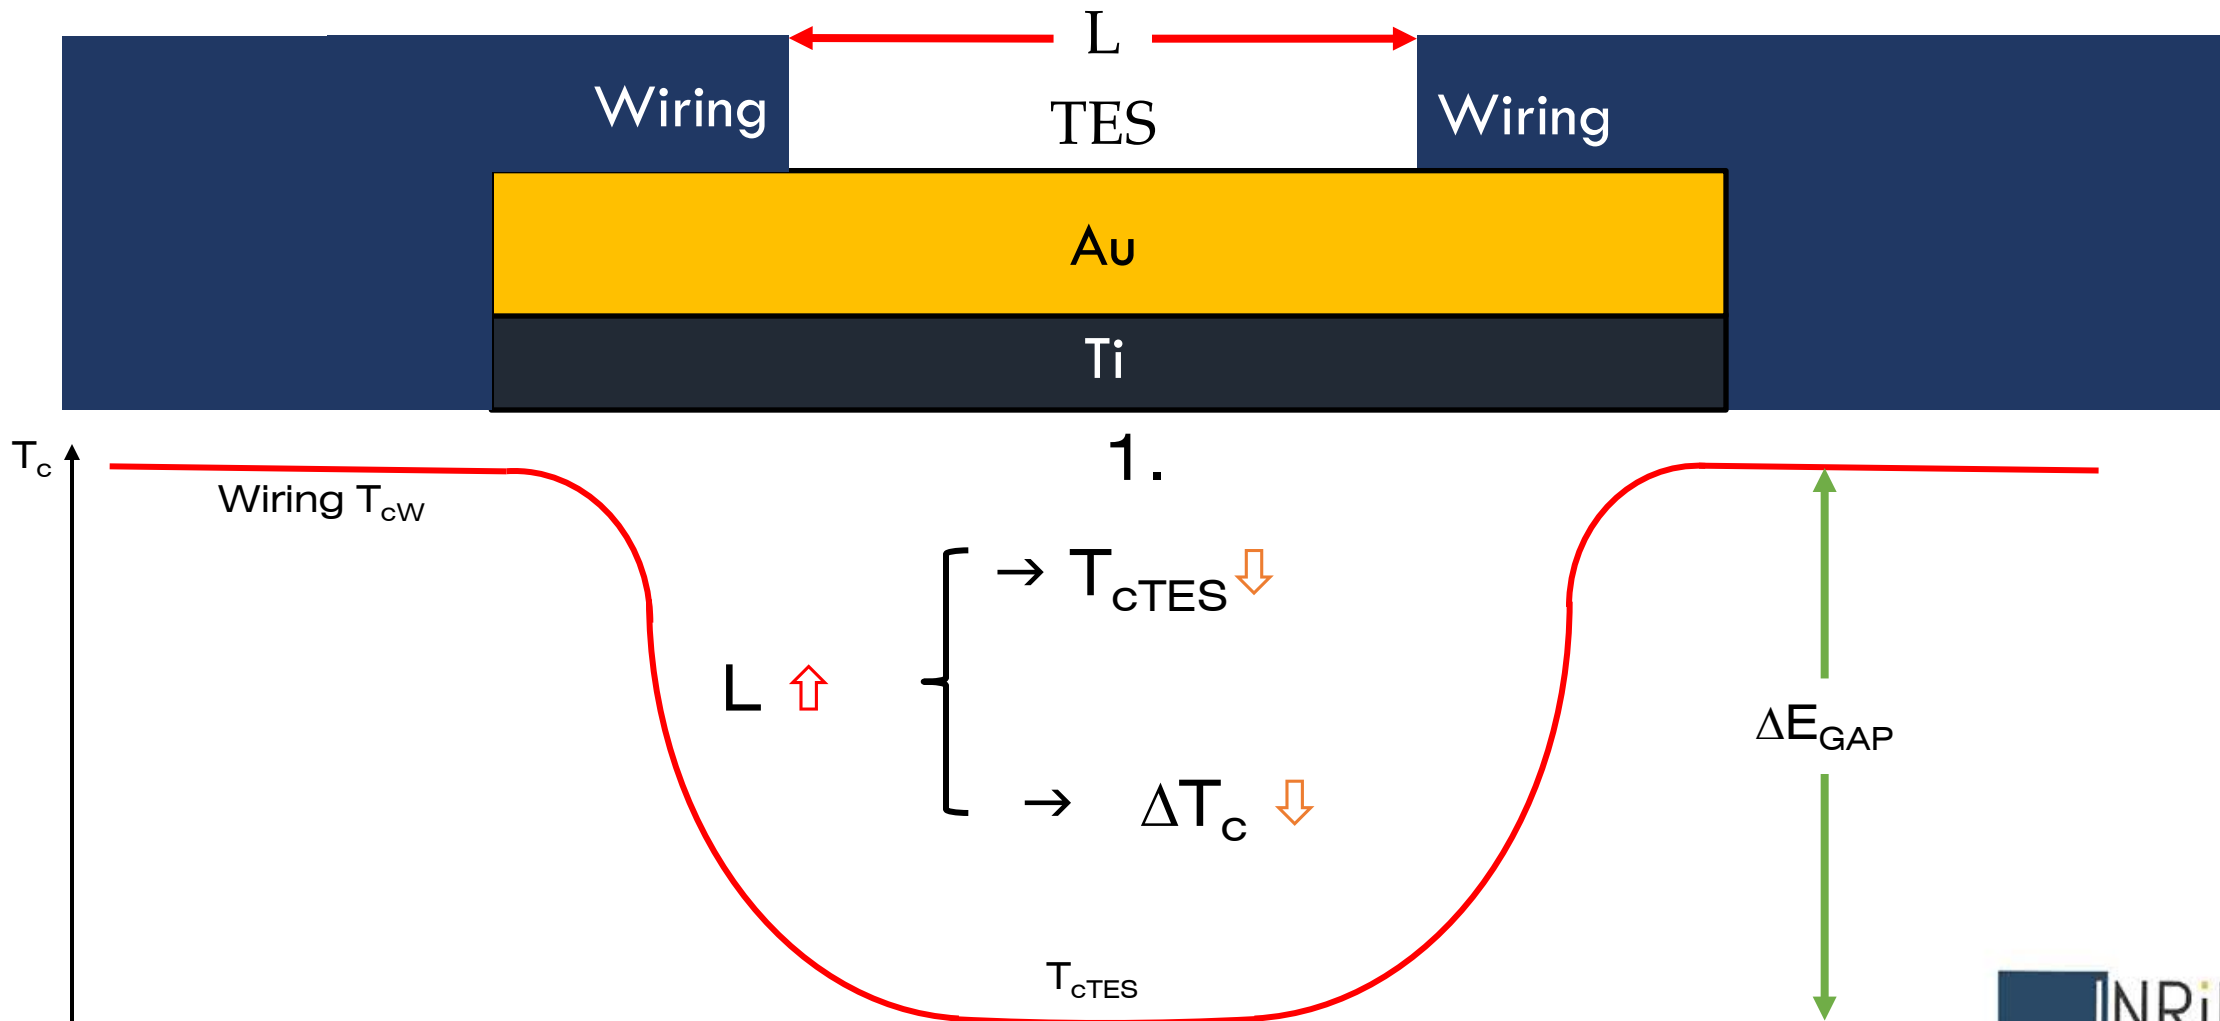 L
Wiring
TES
Wiring
Au
Ti
Tc
1.
Wiring TcW
→ TcTES ⇩
L ⇧
ΔEGAP
→ ΔTc ⇩
TcTES